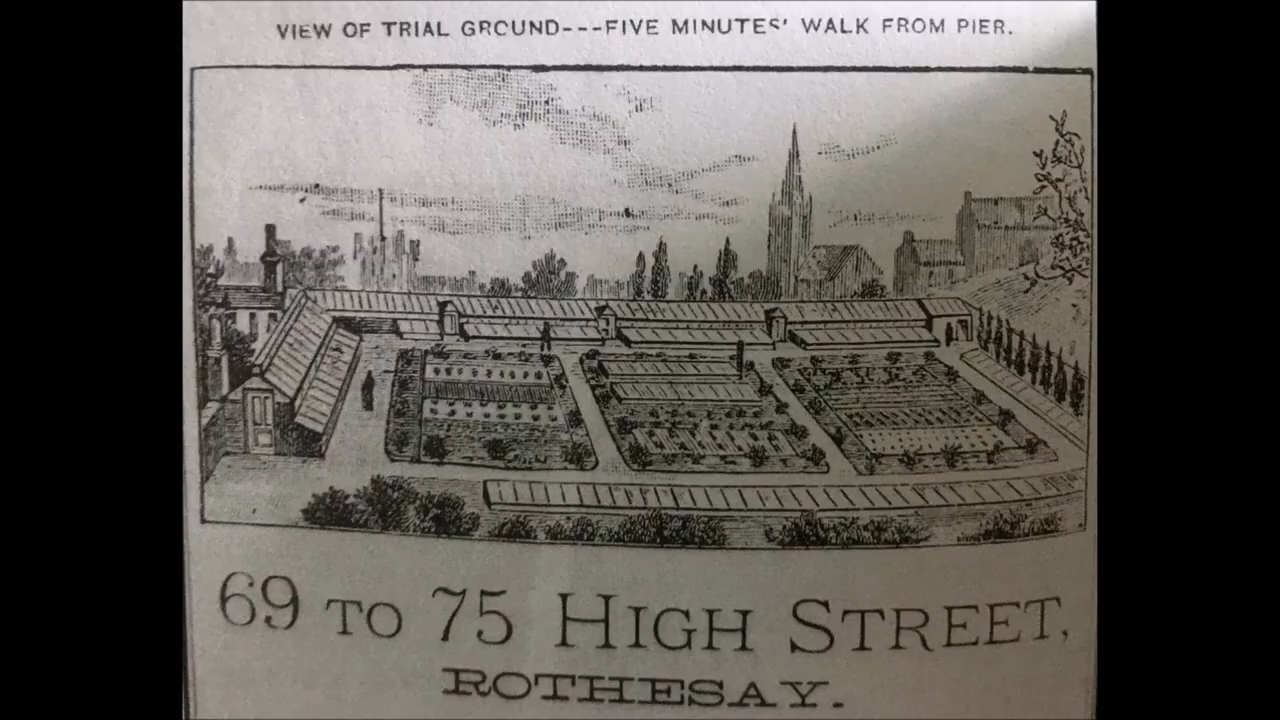 VIEW OF TRIAL GROUND---FIVE MINUTES' WALK FROM PIER.
69 TO 75 HIGH STREET,
ROTHESAY.